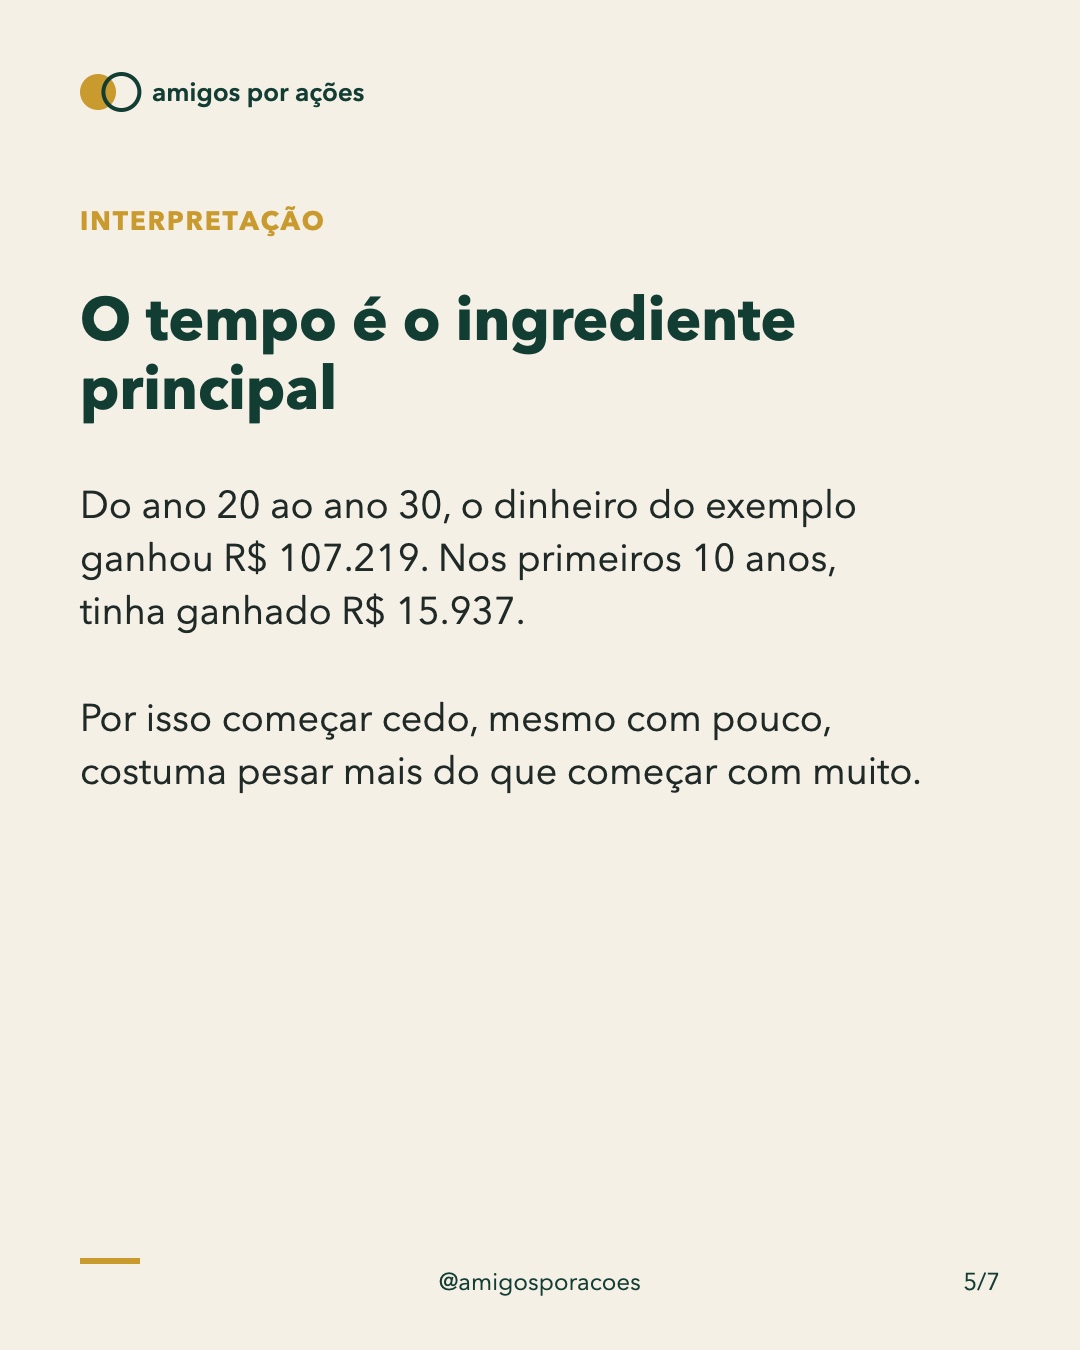 amigos por ações
INTERPRETAÇÃO
O tempo é o ingrediente
principal
Do ano 20 ao ano 30, o dinheiro do exemplo
ganhou R$ 107.219. Nos primeiros 10 anos,
tinha ganhado R$ 15.937.
Por isso começar cedo, mesmo com pouco,
costuma pesar mais do que começar com muito.
@amigosporacoes
5/7